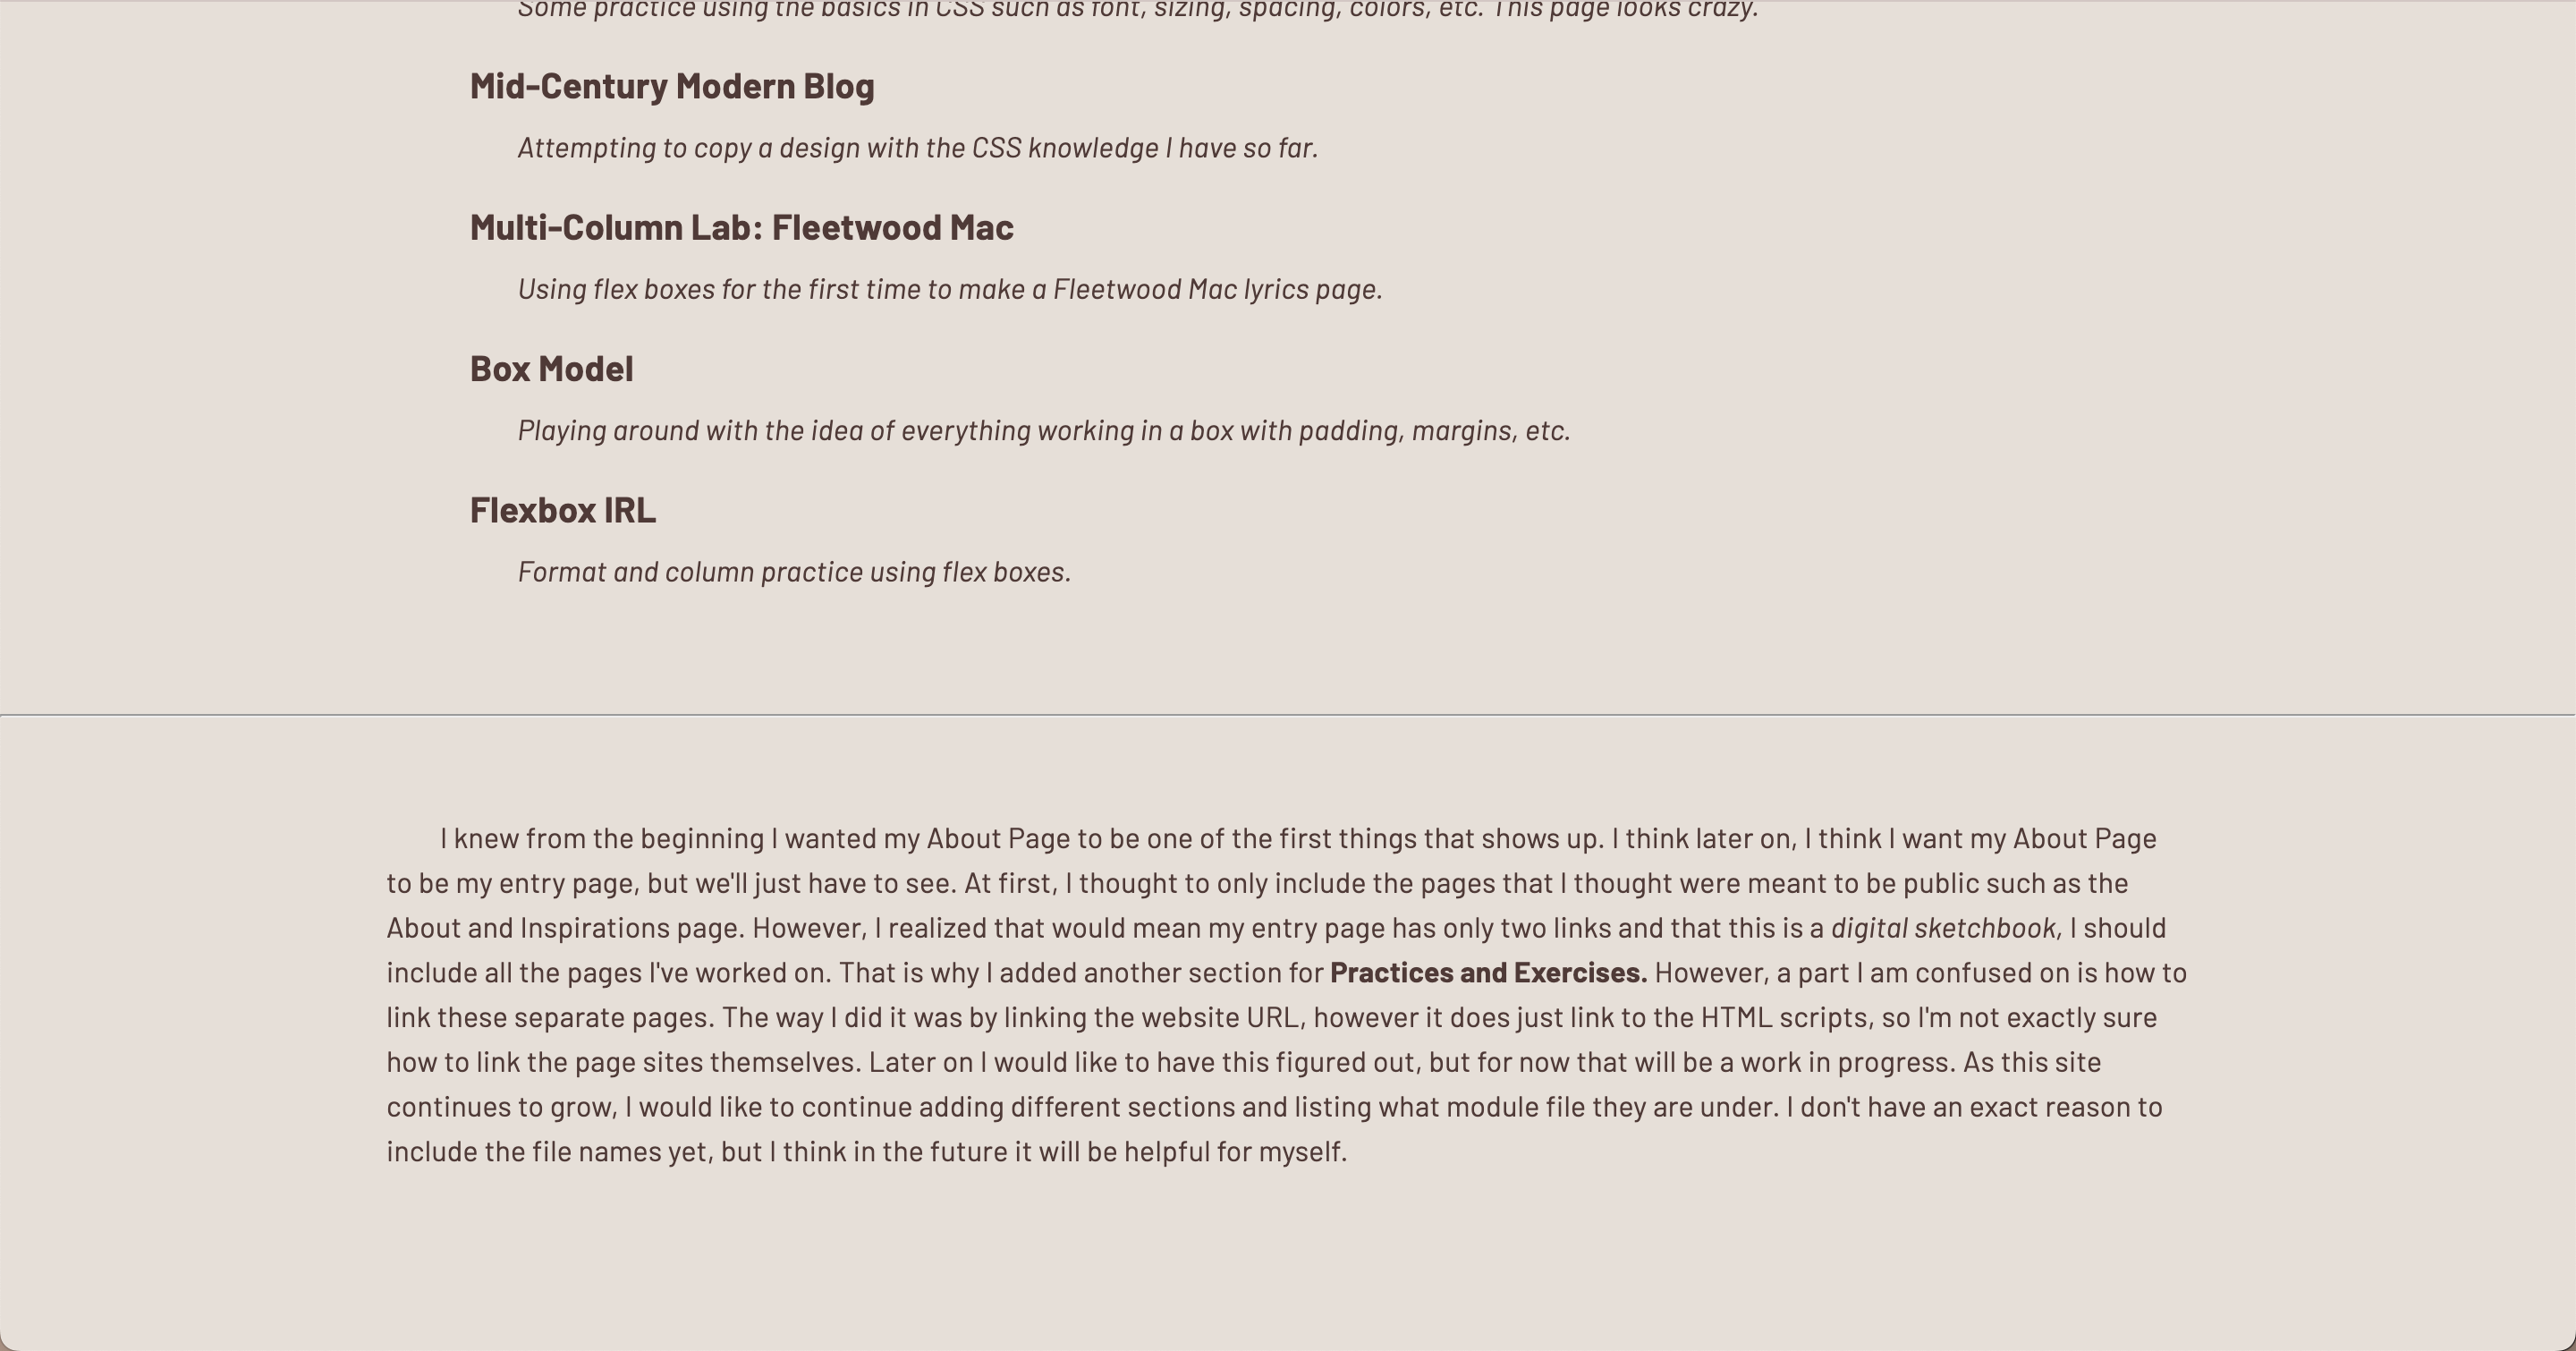 Some practice using the basics in CSS such as font, sizing, spacing, colors, etc. This page looks crazy.
Mid-Century Modern Blog
Attempting to copy a design with the CSS knowledge I have so far.
Multi-Column Lab: Fleetwood Mac
Using flex boxes for the first time to make a Fleetwood Mac lyrics page.
Box Model
Playing around with the idea of everything working in a box with padding, margins, etc.
Flexbox IRL
Format and column practice using flex boxes.
I knew from the beginning I wanted my About Page to be one of the first things that shows up. I think later on, I think I want my About Page
to be my entry page, but we'll just have to see. At first, I thought to only include the pages that I thought were meant to be public such as the
About and Inspirations page. However, I realized that would mean my entry page has only two links and that this is a digital sketchbook, I should
include all the pages I've worked on. That is why I added another section for Practices and Exercises. However, a part I am confused on is how to
link these separate pages. The way I did it was by linking the website URL, however it does just link to the HTML scripts, so I'm not exactly sure
how to link the page sites themselves. Later on I would like to have this figured out, but for now that will be a work in progress. As this site
continues to grow, I would like to continue adding different sections and listing what module file they are under. I don't have an exact reason to
include the file names yet, but I think in the future it will be helpful for myself.